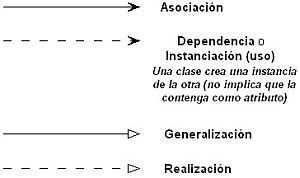 Asociación
Dependencia o
Instanciación (uso)
Una clase crea una instancia
de la otra (no implica que la
contenga como atributo)
Generalización
Realización